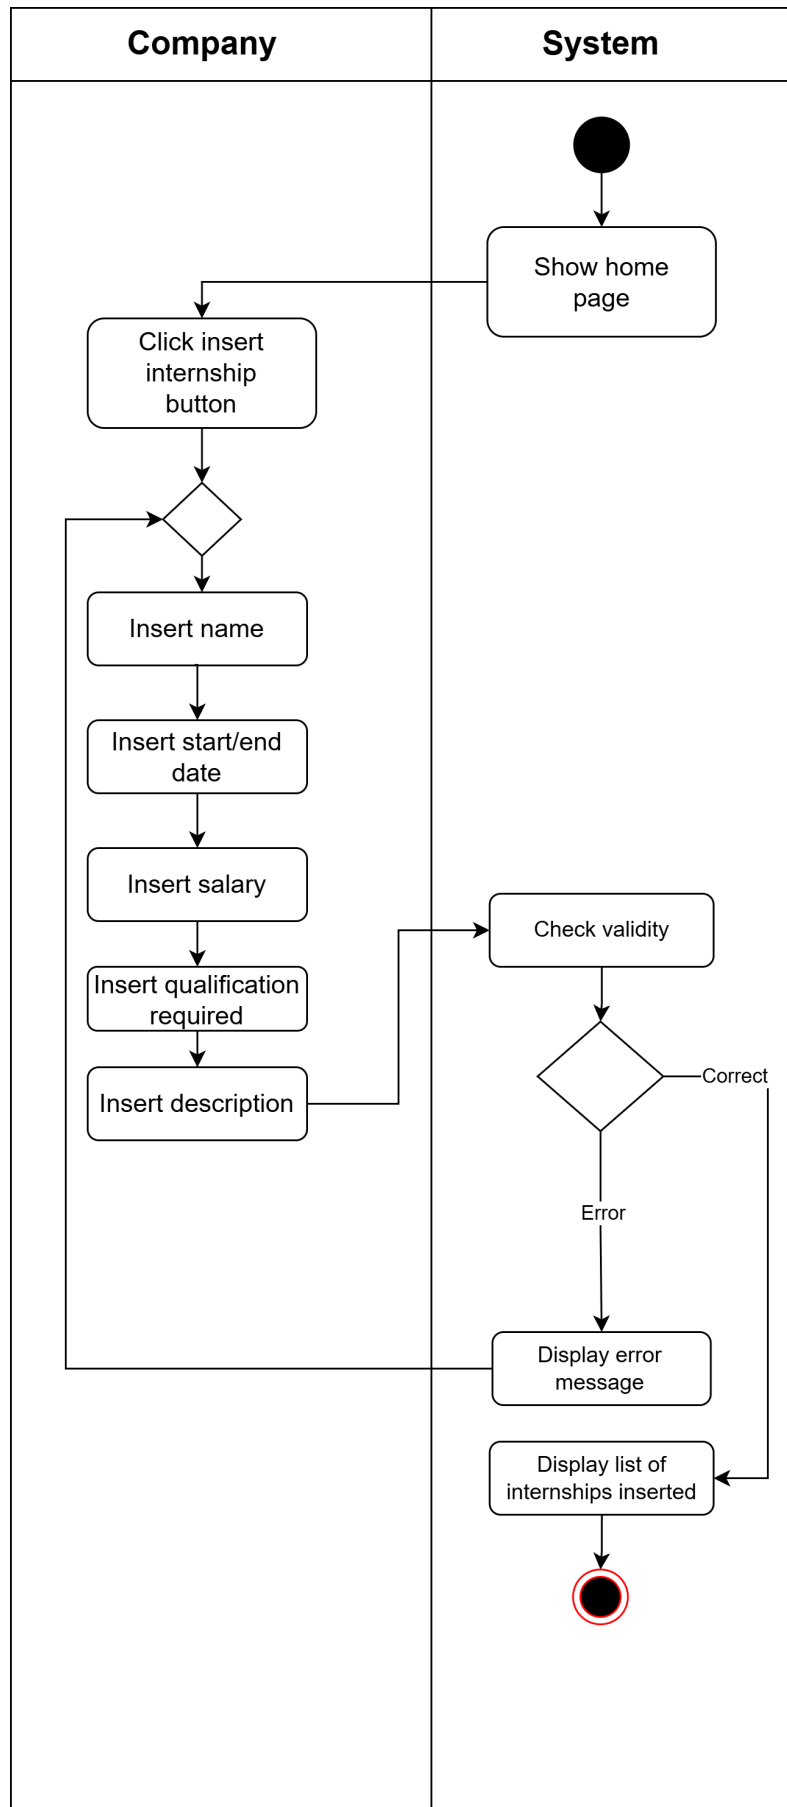 Company
System
Show home
page
Click insert
internship
button
Insert name
Insert start/end
date
Insert salary
Insert qualification
required
Insert description
Check validity
Correct
Error
Display error
message
Display list of
internships inserted